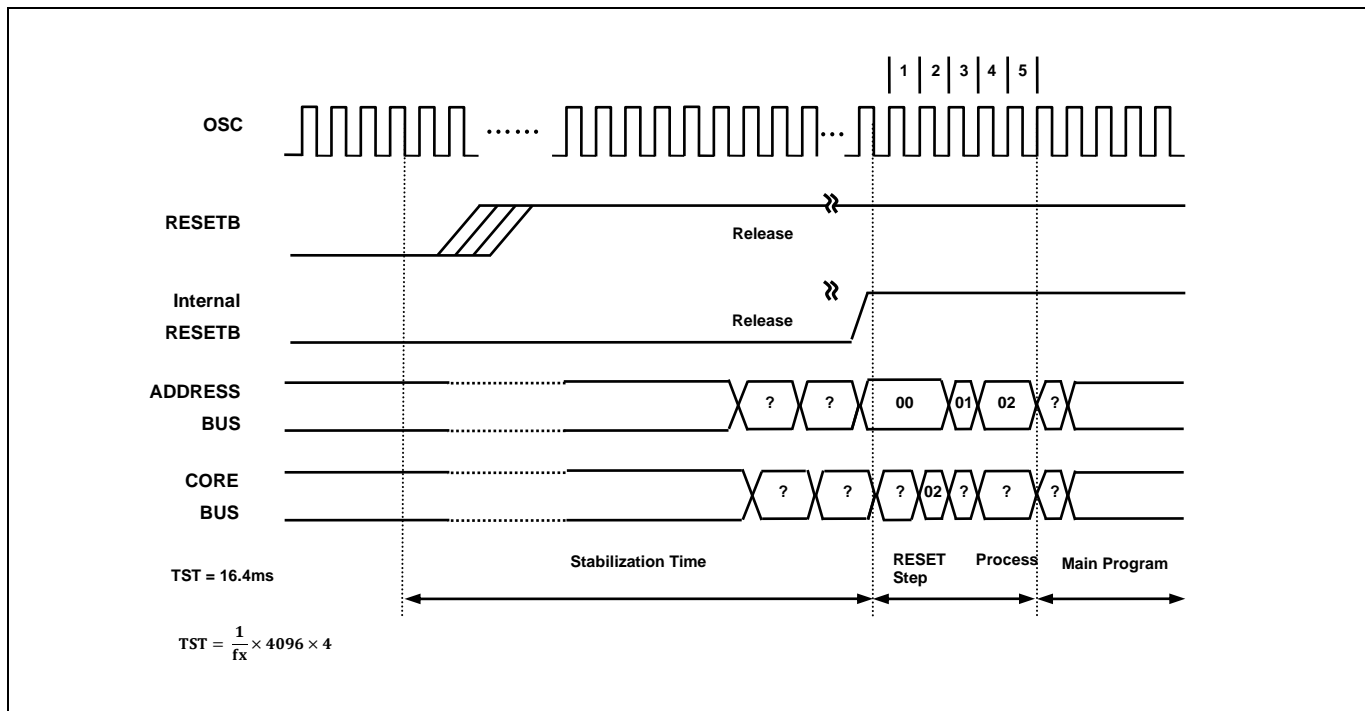 1 2 3 4 5
OSC
RESETB
Release
Internal
RESETB
Release
ADDRESS
BUS
? ? 00 01 02 ?
CORE
BUS
? ? ? 02 ? ? ?
TST = 16.4ms
Stabilization Time
RESET Process
Step
Main Program
TST = 1/fx × 4096 × 4